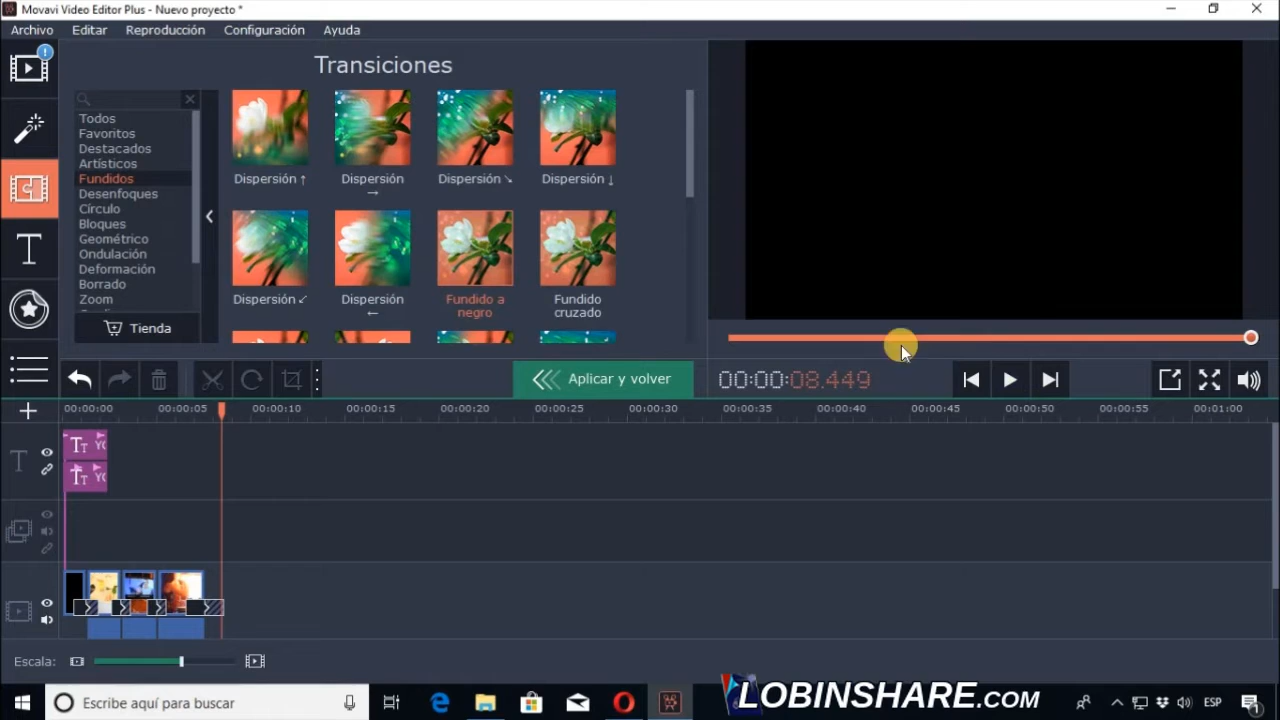 Movavi Video Editor Plus - Nuevo proyecto *
Archivo Editar Reproducción Configuración Ayuda
Transiciones
Todos
Favoritos
Destacados
Artísticos
Fundidos
Desenfoques
Círculo
Bloques
Geométrico
Ondulación
Deformación
Borrado
Zoom
Tienda
Dispersión ↑
Dispersión →
Dispersión ↘
Dispersión ↓
Dispersión ↙
Dispersión ←
Fundido a negro
Fundido cruzado
Aplicar y volver
00:00:08.449
00:00:00 00:00:05 00:00:10 00:00:15 00:00:20 00:00:25 00:00:30 00:00:35 00:00:40 00:00:45 00:00:50 00:00:55 00:01:00
Escala:
Escribe aquí para buscar
LOBINSHARE.COM
ESP